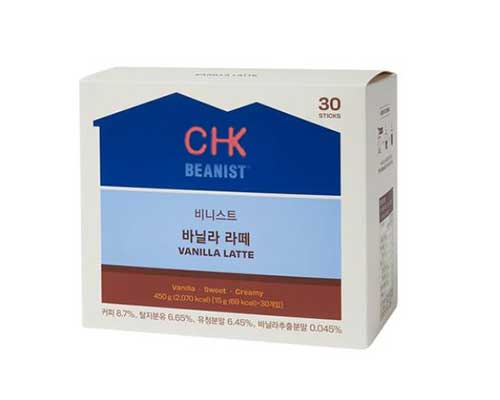 VANILLA LATTE
30
STICKS
CHK
BEANIST
비니스트
바닐라 라떼
VANILLA LATTE
Vanilla · Sweet · Creamy
450 g (2,070 kcal) [15 g (69 kcal)×30개입]
커피 8.7%, 탈지분유 6.65%, 유청분말 6.45%, 바닐라추출분말 0.045%